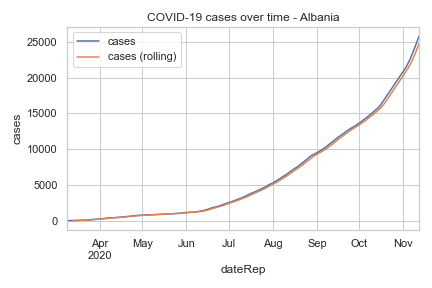 COVID-19 cases over time - Albania
cases
cases (rolling)
25000
20000
15000
10000
5000
0
cases
Apr May Jun Jul Aug Sep Oct Nov
2020
dateRep